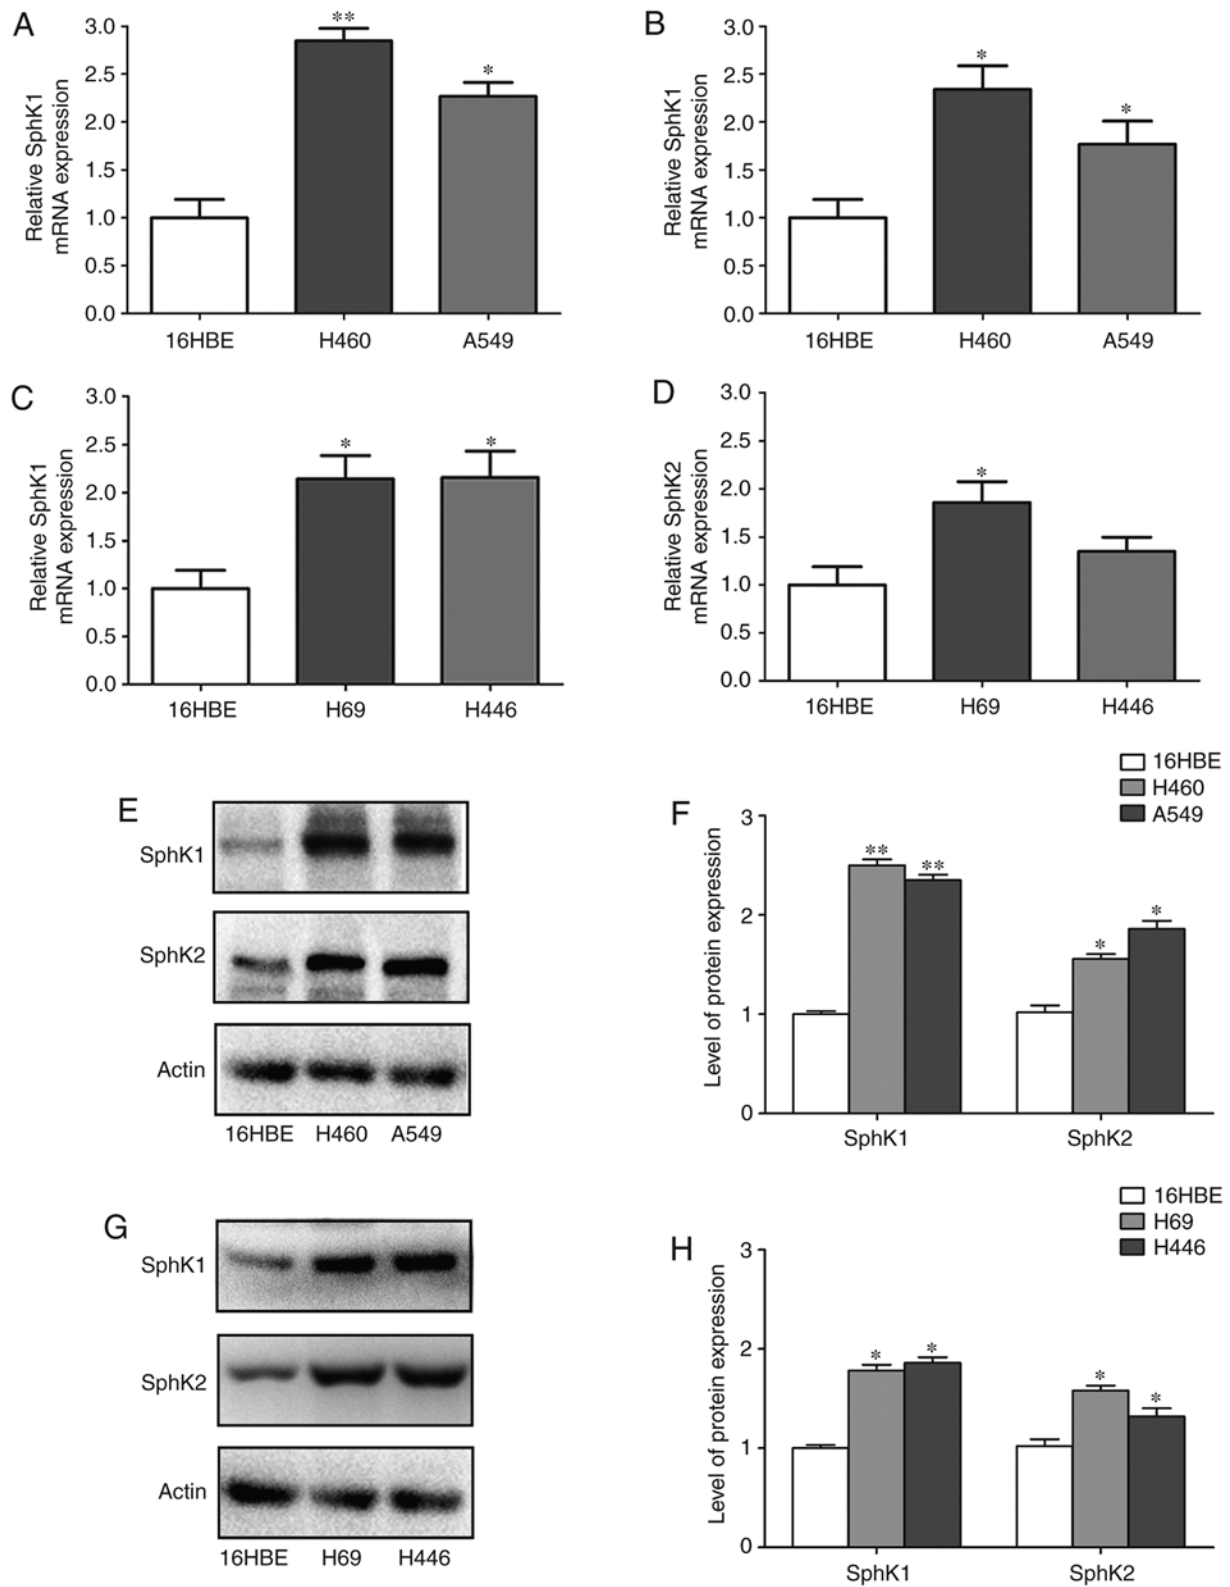 A
Relative SphK1
mRNA expression
3.0
2.5
2.0
1.5
1.0
0.5
0.0
**
*
16HBE H460 A549
B
Relative SphK1
mRNA expression
3.0
2.5
2.0
1.5
1.0
0.5
0.0
*
*
16HBE H460 A549
C
Relative SphK1
mRNA expression
3.0
2.5
2.0
1.5
1.0
0.5
0.0
* *
16HBE H69 H446
D
Relative SphK2
mRNA expression
3.0
2.5
2.0
1.5
1.0
0.5
0.0
*
16HBE H69 H446
E
SphK1
SphK2
Actin
16HBE H460 A549
F
16HBE
H460
A549
Level of protein expression
3
2
1
0
** **
* *
SphK1 SphK2
G
SphK1
SphK2
Actin
16HBE H69 H446
H
16HBE
H69
H446
Level of protein expression
3
2
1
0
* *
* *
SphK1 SphK2